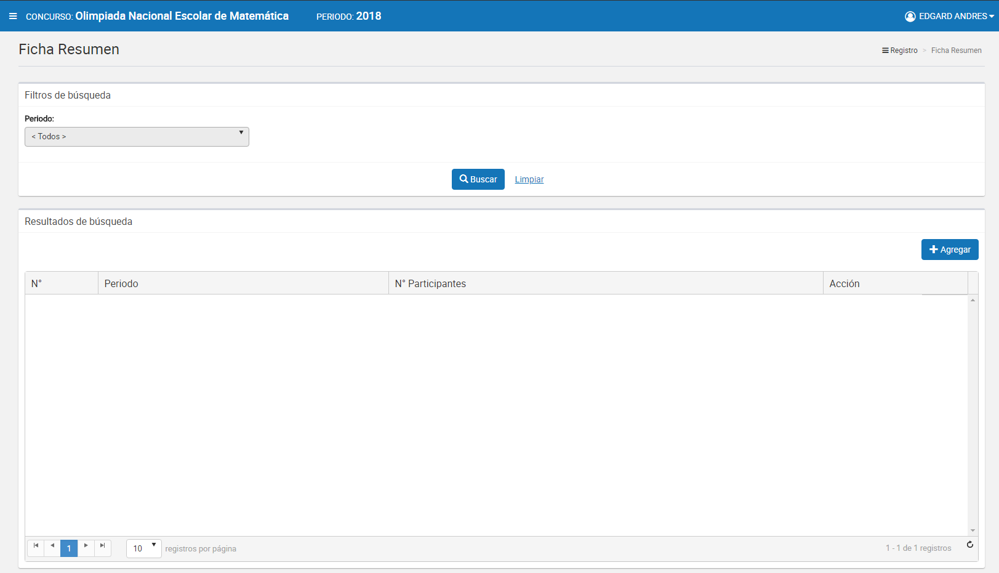 CONCURSO: Olimpiada Nacional Escolar de Matemática PERIODO: 2018 EDGARD ANDRES
Ficha Resumen
Registro > Ficha Resumen
Filtros de búsqueda
Periodo:
< Todos >
Buscar Limpiar
Resultados de búsqueda
Agregar
N° Periodo N° Participantes Acción
1 10 registros por página 1 - 1 de 1 registros